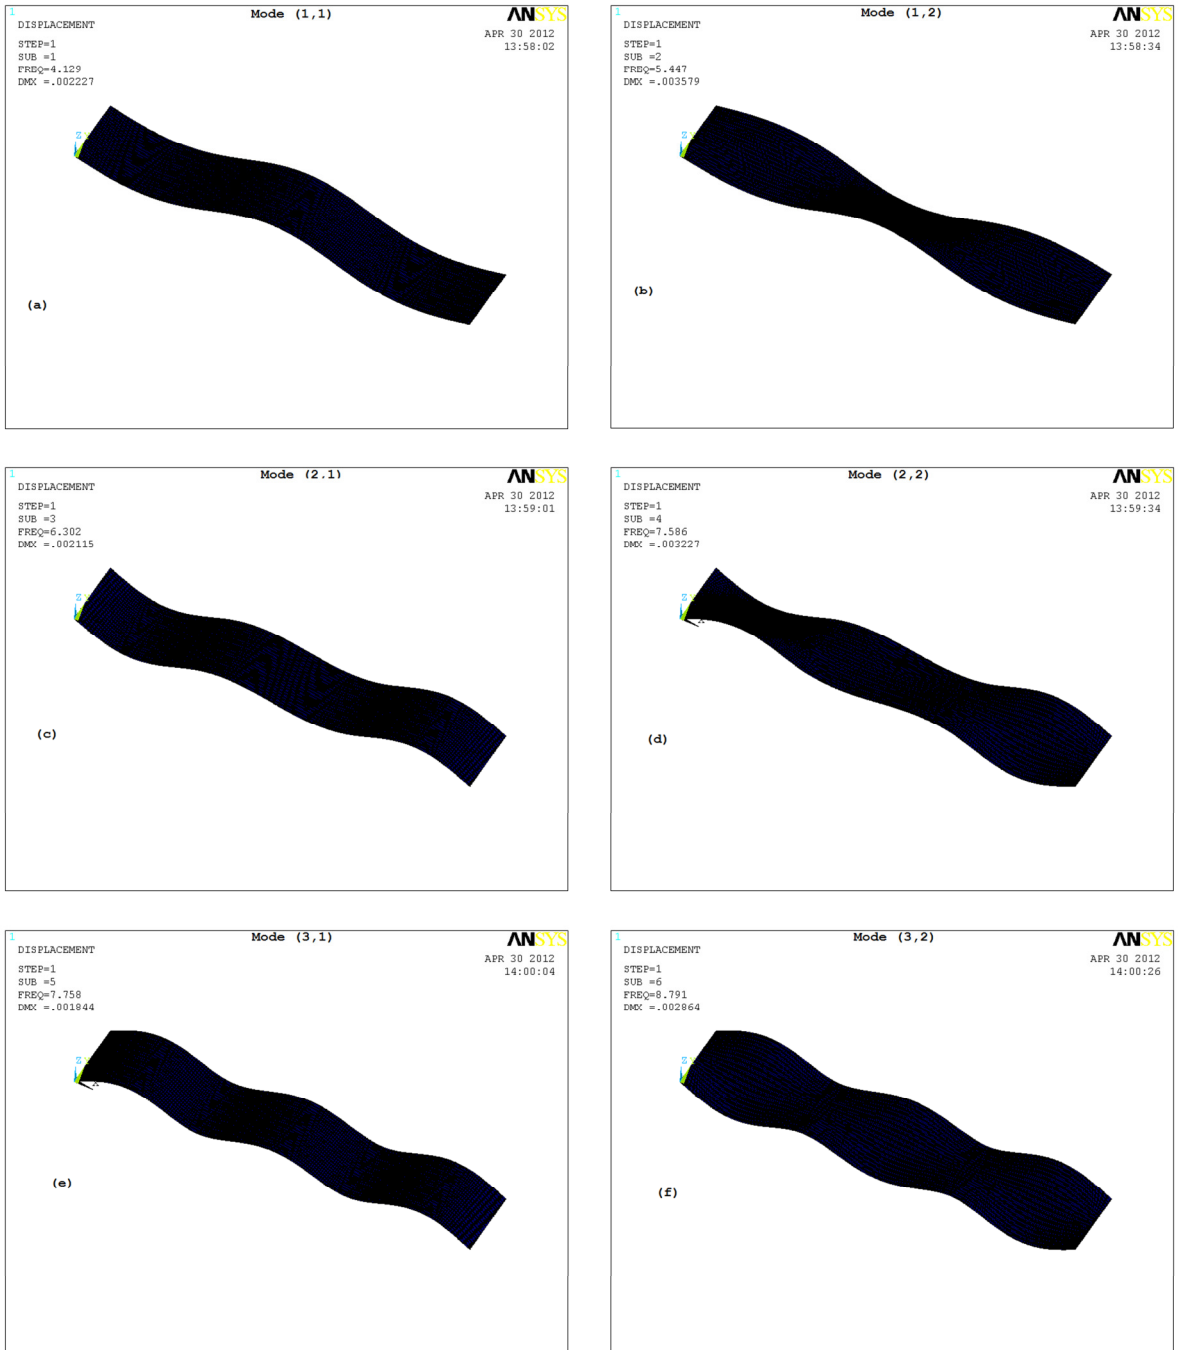 1
Mode (1,1)
ANSYS
DISPLACEMENT
APR 30 2012
13:58:02
STEP=1
SUB =1
FREQ=4.129
DMX =.002227
Z
(a)
1
Mode (1,2)
ANSYS
DISPLACEMENT
APR 30 2012
13:58:34
STEP=1
SUB =2
FREQ=5.447
DMX =.003579
Z
(b)
1
Mode (2,1)
ANSYS
DISPLACEMENT
APR 30 2012
13:59:01
STEP=1
SUB =3
FREQ=6.302
DMX =.002115
Z
(c)
1
Mode (2,2)
ANSYS
DISPLACEMENT
APR 30 2012
13:59:34
STEP=1
SUB =4
FREQ=7.586
DMX =.003227
Z
X
(d)
1
Mode (3,1)
ANSYS
DISPLACEMENT
APR 30 2012
14:00:04
STEP=1
SUB =5
FREQ=7.758
DMX =.001844
Z
X
(e)
1
Mode (3,2)
ANSYS
DISPLACEMENT
APR 30 2012
14:00:26
STEP=1
SUB =6
FREQ=8.791
DMX =.002864
Z
(f)